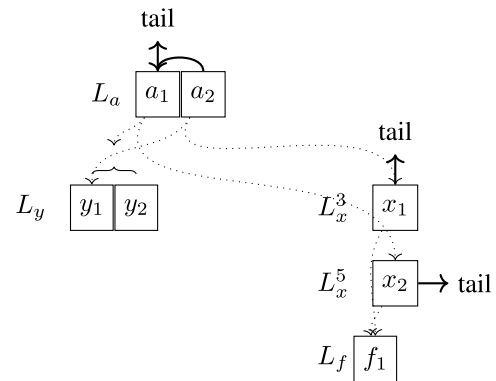 tail
L_a a_1 a_2
tail
L_y y_1 y_2 L_x^3 x_1
L_x^5 x_2 tail
L_f f_1